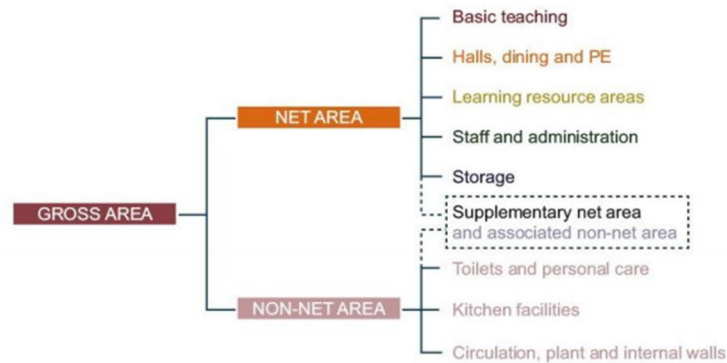 Basic teaching
Halls, dining and PE
Learning resource areas
NET AREA
Staff and administration
Storage
GROSS AREA
Supplementary net area
and associated non-net area
Toilets and personal care
NON-NET AREA
Kitchen facilities
Circulation, plant and internal walls